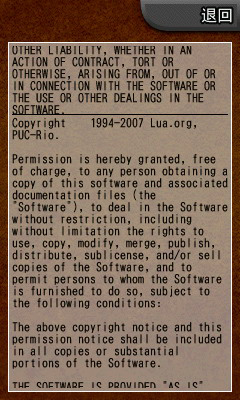 退回
OTHER LIABILITY, WHETHER IN AN
ACTION OF CONTRACT, TORT OR
OTHERWISE, ARISING FROM, OUT OF OR
IN CONNECTION WITH THE SOFTWARE OR
THE USE OR OTHER DEALINGS IN THE
SOFTWARE.
Copyright    1994-2007 Lua.org,
PUC-Rio.
Permission is hereby granted, free
of charge, to any person obtaining a
copy of this software and associated
documentation files (the
"Software"), to deal in the Software
without restriction, including
without limitation the rights to
use, copy, modify, merge, publish,
distribute, sublicense, and/or sell
copies of the Software, and to
permit persons to whom the Software
is furnished to do so, subject to
the following conditions:
The above copyright notice and this
permission notice shall be included
in all copies or substantial
portions of the Software.
THE SOFTWARE IS PROVIDED "AS IS"